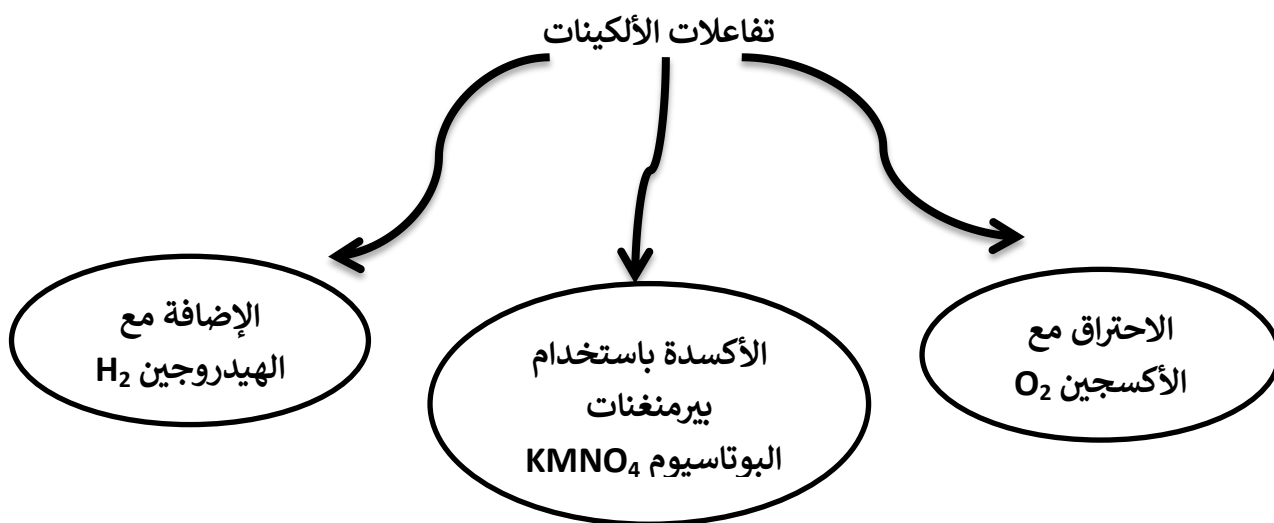 تفاعلات الألكينات
الاحتراق مع
الأكسجين O₂
الأكسدة باستخدام
بيرمنغنات
البوتاسيوم KMNO₄
الإضافة مع
الهيدروجين H₂